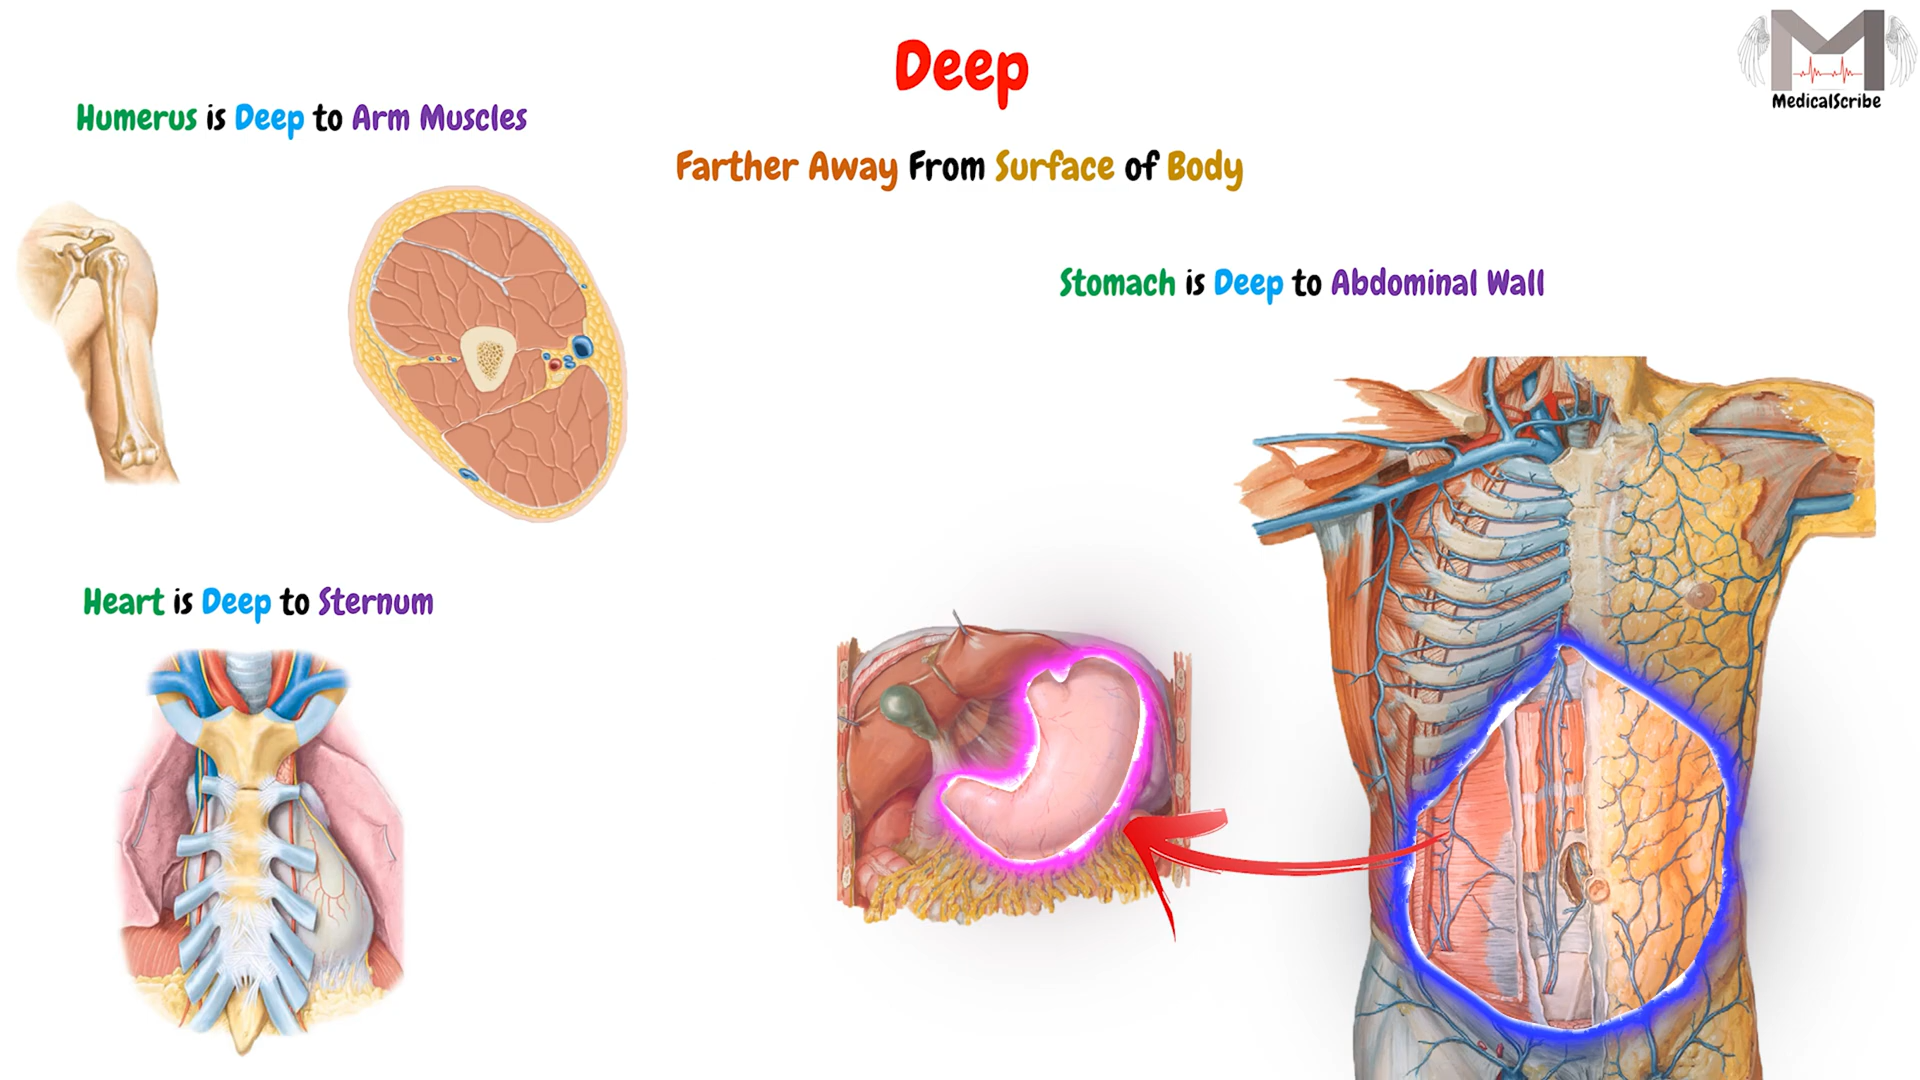 Deep
MedicalScribe
Humerus is Deep to Arm Muscles
Farther Away From Surface of Body
Stomach is Deep to Abdominal Wall
Heart is Deep to Sternum